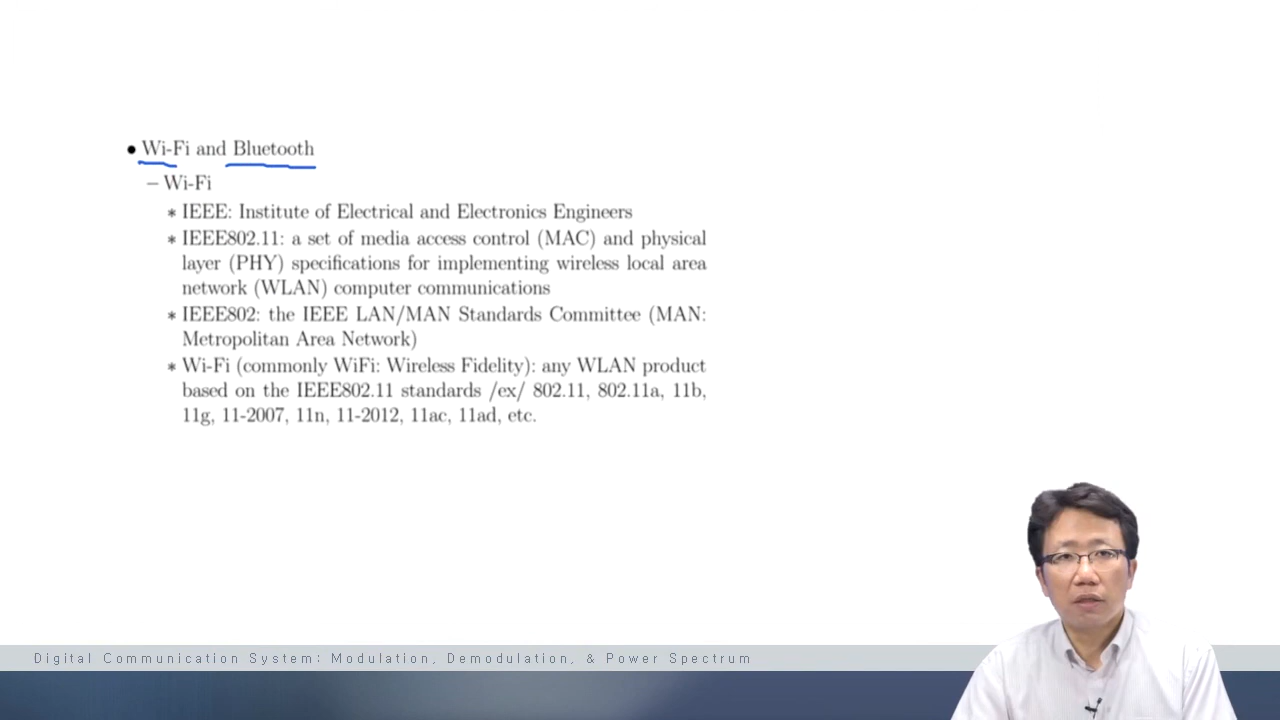 • Wi-Fi and Bluetooth
– Wi-Fi
∗ IEEE: Institute of Electrical and Electronics Engineers
∗ IEEE802.11: a set of media access control (MAC) and physical
layer (PHY) specifications for implementing wireless local area
network (WLAN) computer communications
∗ IEEE802: the IEEE LAN/MAN Standards Committee (MAN:
Metropolitan Area Network)
∗ Wi-Fi (commonly WiFi: Wireless Fidelity): any WLAN product
based on the IEEE802.11 standards /ex/ 802.11, 802.11a, 11b,
11g, 11-2007, 11n, 11-2012, 11ac, 11ad, etc.
Digital Communication System: Modulation, Demodulation, & Power Spectrum